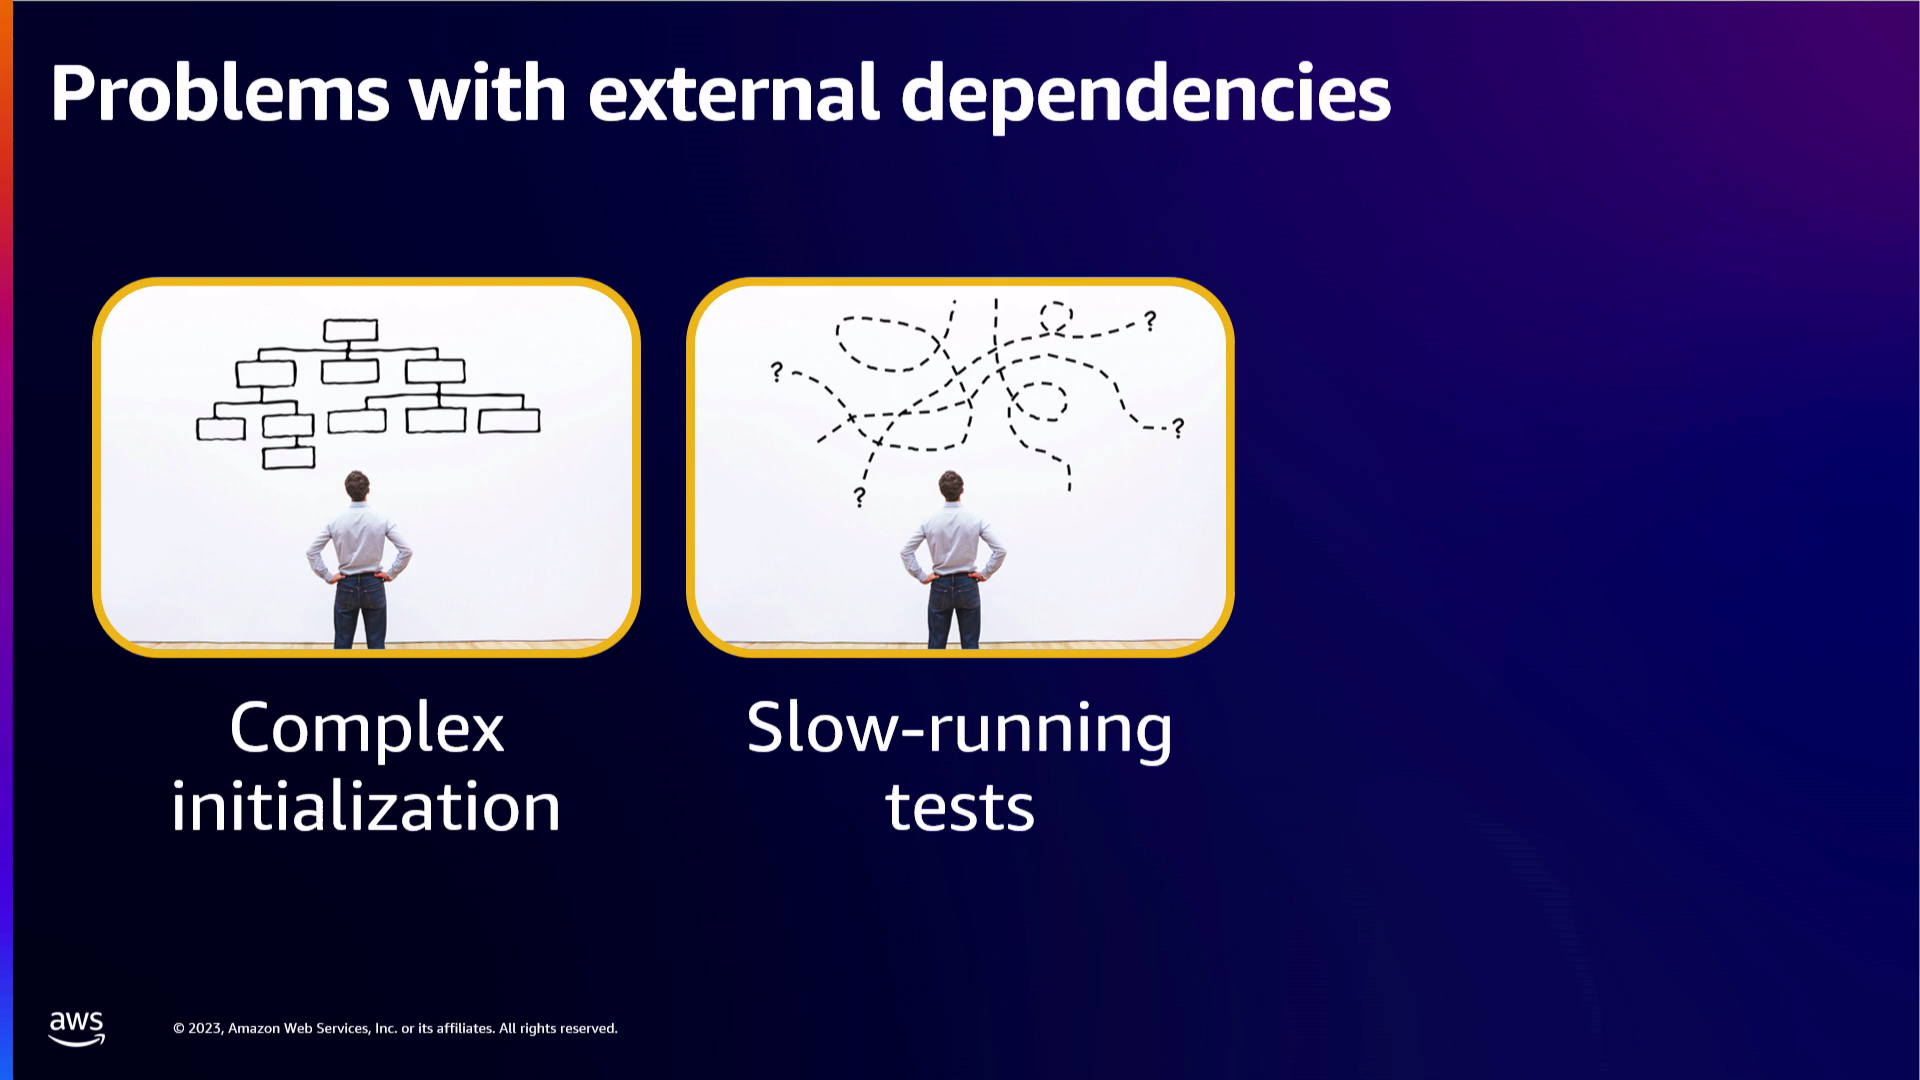 Problems with external dependencies
?
?
?
?
Complex
initialization
Slow-running
tests
aws
© 2023, Amazon Web Services, Inc. or its affiliates. All rights reserved.